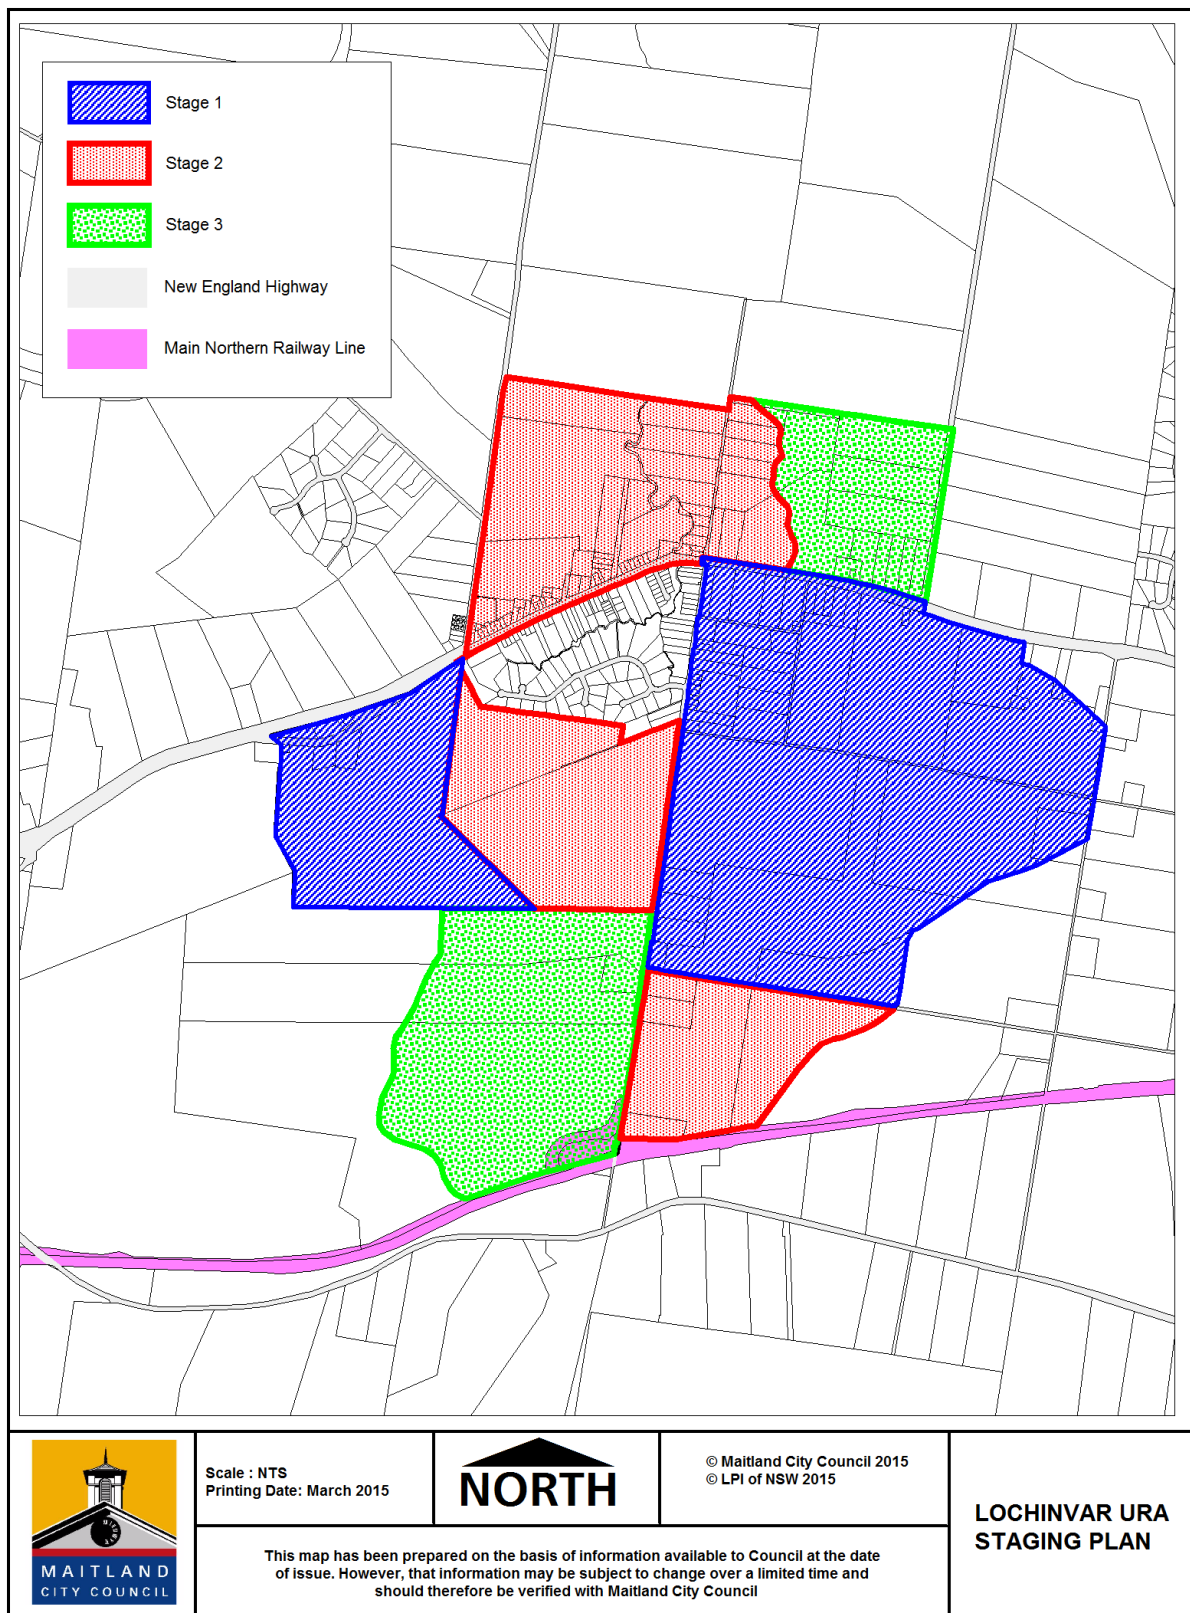 Stage 1
Stage 2
Stage 3
New England Highway
Main Northern Railway Line
MAITLAND
CITY COUNCIL
Scale : NTS
Printing Date: March 2015
NORTH
© Maitland City Council 2015
© LPI of NSW 2015
This map has been prepared on the basis of information available to Council at the date
of issue. However, that information may be subject to change over a limited time and
should therefore be verified with Maitland City Council
LOCHINVAR URA
STAGING PLAN